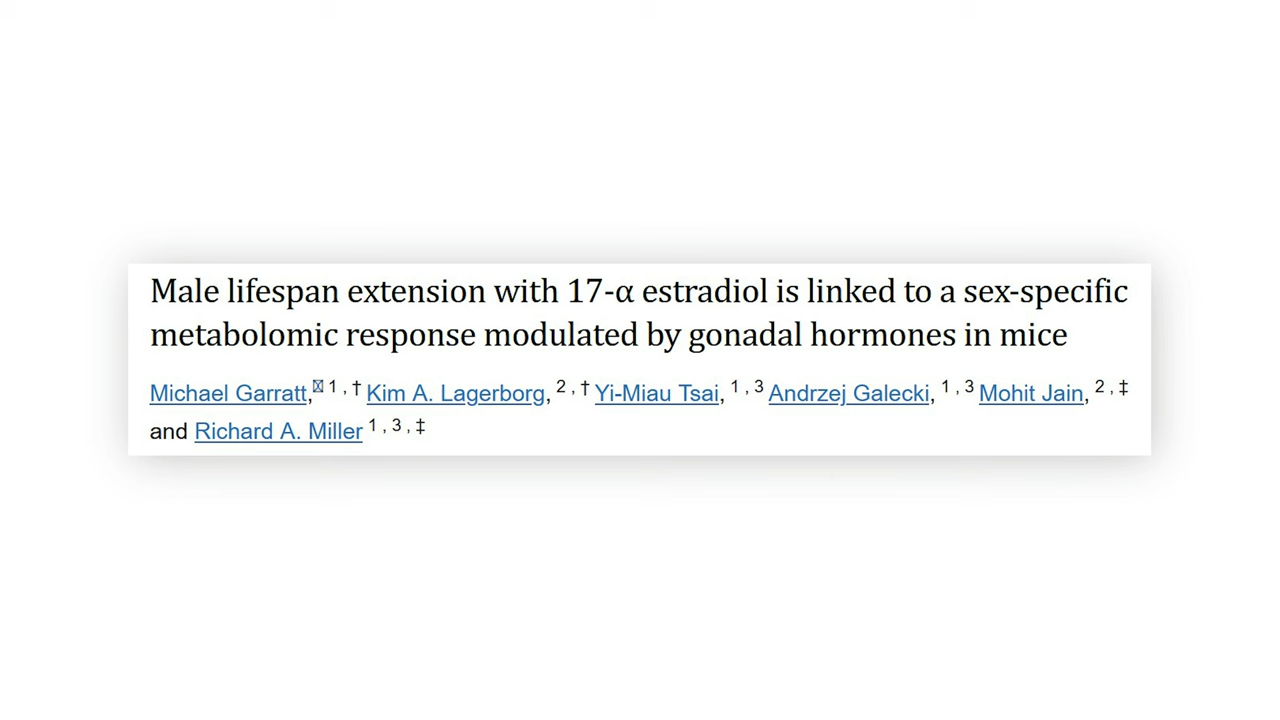 Male lifespan extension with 17-α estradiol is linked to a sex-specific
metabolomic response modulated by gonadal hormones in mice
Michael Garratt, 1 , † Kim A. Lagerborg, 2 , † Yi-Miau Tsai, 1 , 3 Andrzej Galecki, 1 , 3 Mohit Jain, 2 , ‡
and Richard A. Miller 1 , 3 , ‡